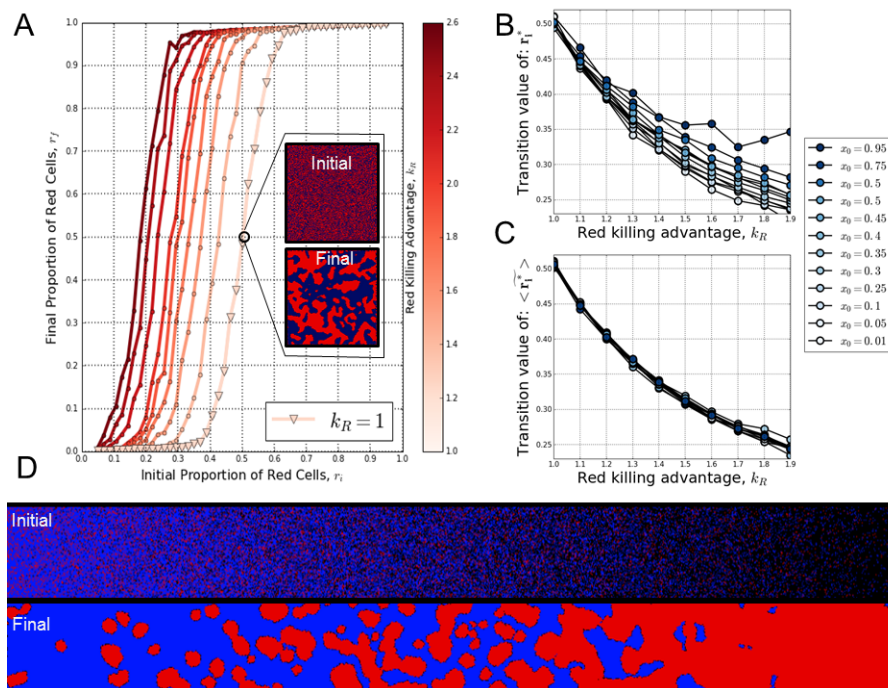 A
Final Proportion of Red Cells, r_f
1.0
0.9
0.8
0.7
0.6
0.5
0.4
0.3
0.2
0.1
0.0
0.0 0.1 0.2 0.3 0.4 0.5 0.6 0.7 0.8 0.9 1.0
Initial Proportion of Red Cells, r_i
Initial
Final
k_R = 1
Red Killing Advantage, k_R
2.6
2.4
2.2
2.0
1.8
1.6
1.4
1.2
1.0
B
Transition value of: r_i^*
0.50
0.45
0.40
0.35
0.30
0.25
1.0 1.1 1.2 1.3 1.4 1.5 1.6 1.7 1.8 1.9
Red killing advantage, k_R
C
Transition value of: < r̃_i^* >
0.50
0.45
0.40
0.35
0.30
0.25
1.0 1.1 1.2 1.3 1.4 1.5 1.6 1.7 1.8 1.9
Red killing advantage, k_R
x_0 = 0.95
x_0 = 0.75
x_0 = 0.5
x_0 = 0.5
x_0 = 0.45
x_0 = 0.4
x_0 = 0.35
x_0 = 0.3
x_0 = 0.25
x_0 = 0.1
x_0 = 0.05
x_0 = 0.01
D
Initial
Final